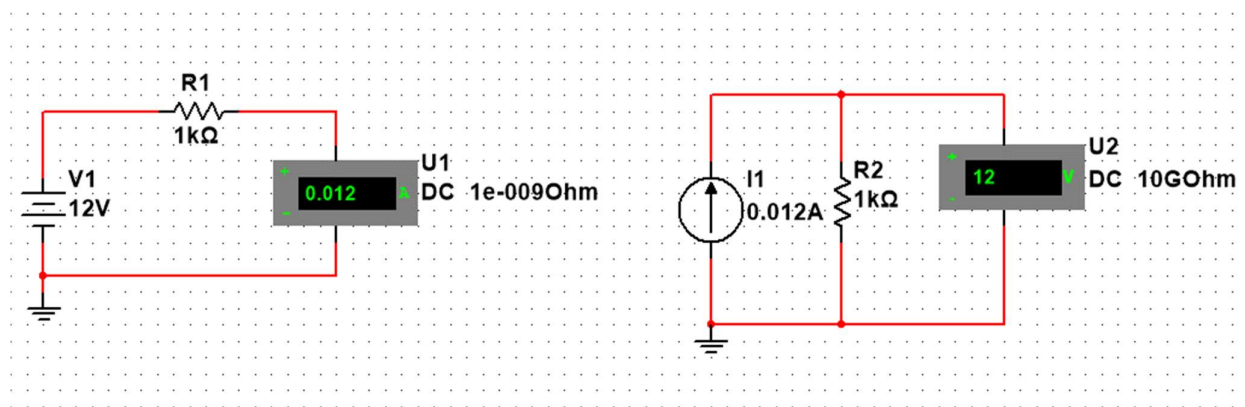 R1
1kΩ
V1
12V
+
0.012 A
-
U1
DC 1e-009Ohm
I1
0.012A
R2
1kΩ
+
12 V
-
U2
DC 10GOhm